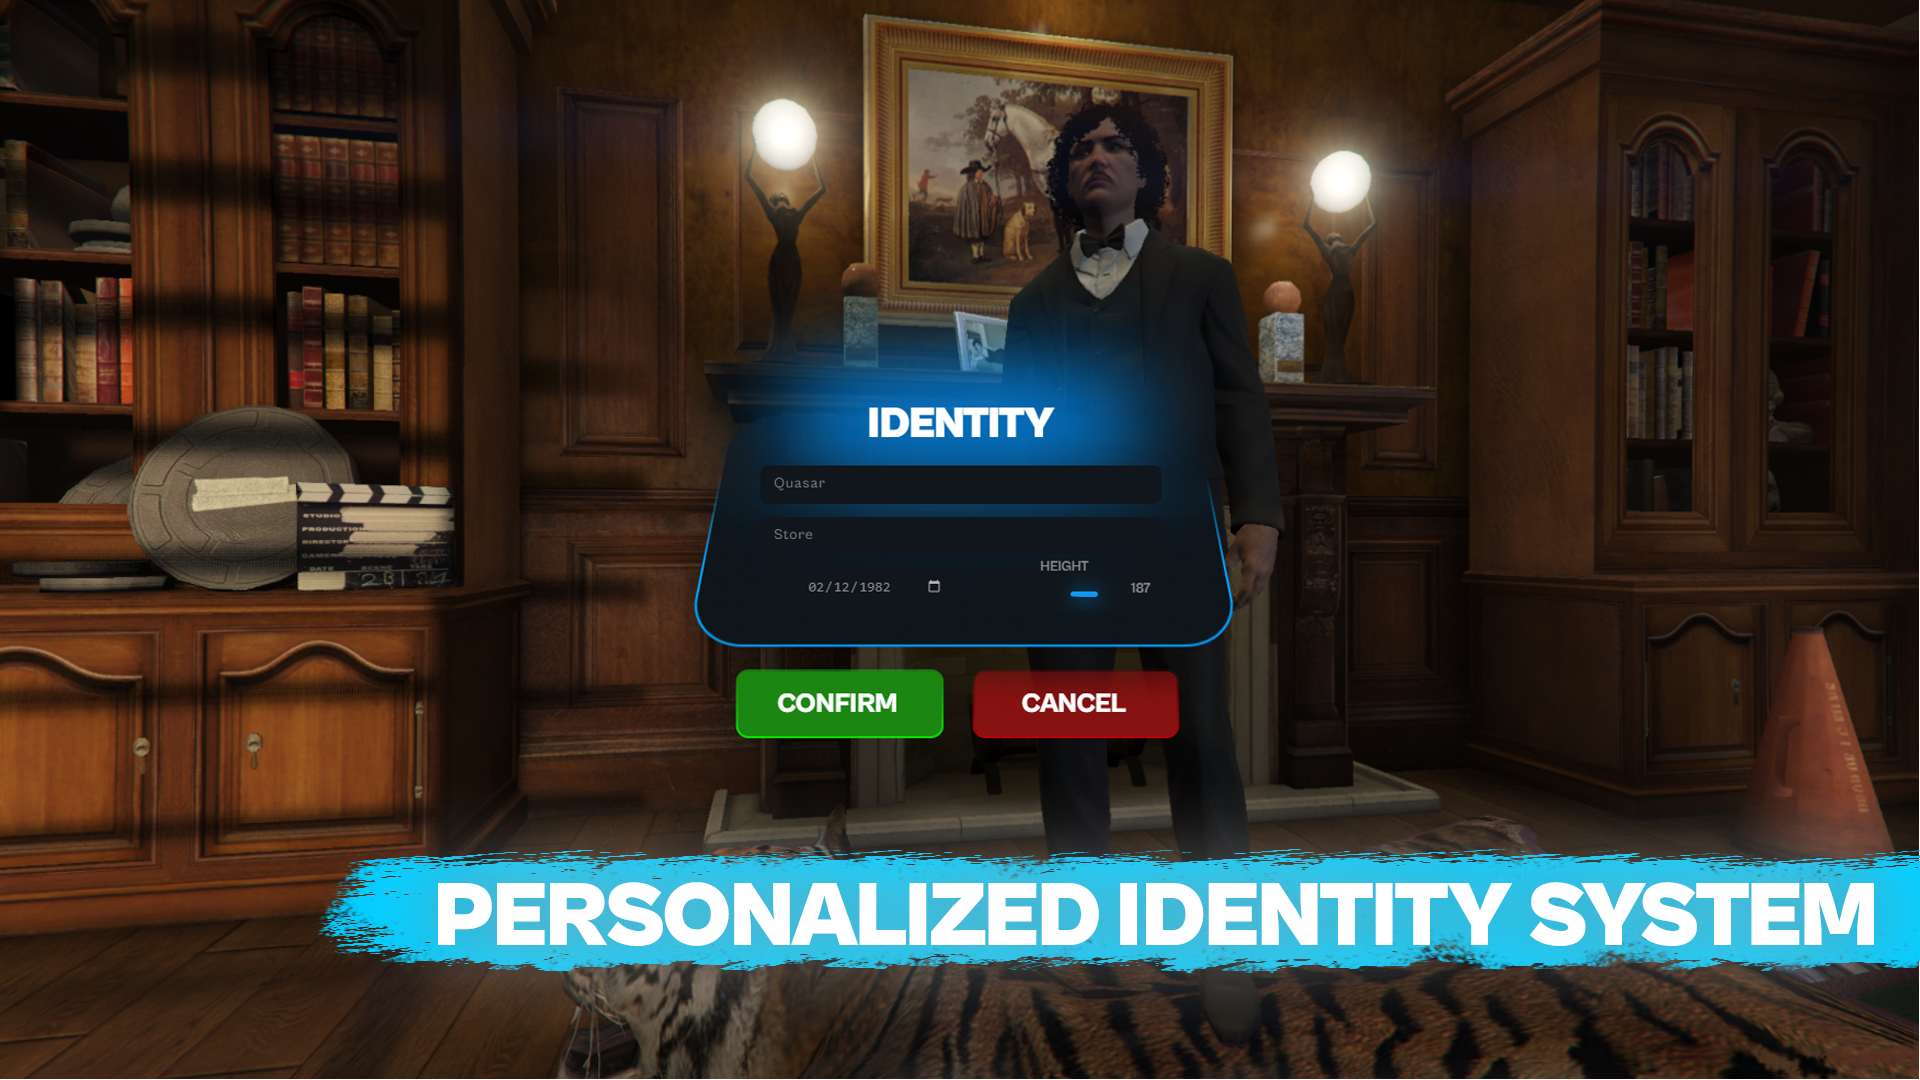 IDENTITY
Quasar
Store
HEIGHT
02/12/1982
187
CONFIRM
CANCEL
STUDIO
PRODUCTION
DIRECTOR
CAMERA
DATE SCENE TAKE
PERSONALIZED IDENTITY SYSTEM